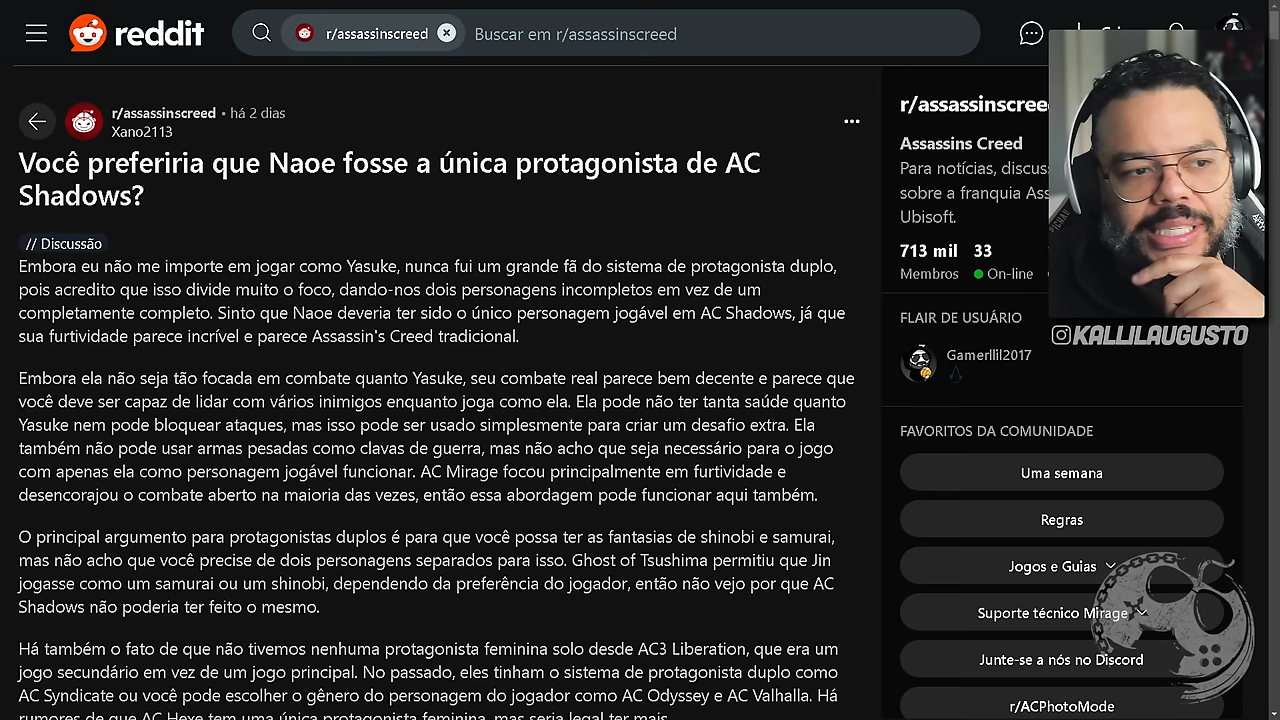 reddit
r/assassinscreed
Buscar em r/assassinscreed
r/assassinscreed • há 2 dias
Xano2113
Você preferiria que Naoe fosse a única protagonista de AC
Shadows?
// Discussão
Embora eu não me importe em jogar como Yasuke, nunca fui um grande fã do sistema de protagonista duplo,
pois acredito que isso divide muito o foco, dando-nos dois personagens incompletos em vez de um
completamente completo. Sinto que Naoe deveria ter sido o único personagem jogável em AC Shadows, já que
sua furtividade parece incrível e parece Assassin's Creed tradicional.
Embora ela não seja tão focada em combate quanto Yasuke, seu combate real parece bem decente e parece que
você deve ser capaz de lidar com vários inimigos enquanto joga como ela. Ela pode não ter tanta saúde quanto
Yasuke nem pode bloquear ataques, mas isso pode ser usado simplesmente para criar um desafio extra. Ela
também não pode usar armas pesadas como clavas de guerra, mas não acho que seja necessário para o jogo
com apenas ela como personagem jogável funcionar. AC Mirage focou principalmente em furtividade e
desencorajou o combate aberto na maioria das vezes, então essa abordagem pode funcionar aqui também.
O principal argumento para protagonistas duplos é para que você possa ter as fantasias de shinobi e samurai,
mas não acho que você precise de dois personagens separados para isso. Ghost of Tsushima permitiu que Jin
jogasse como um samurai ou um shinobi, dependendo da preferência do jogador, então não vejo por que AC
Shadows não poderia ter feito o mesmo.
Há também o fato de que não tivemos nenhuma protagonista feminina solo desde AC3 Liberation, que era um
jogo secundário em vez de um jogo principal. No passado, eles tinham o sistema de protagonista duplo como
AC Syndicate ou você pode escolher o gênero do personagem do jogador como AC Odyssey e AC Valhalla. Há
rumores de que AC Hexe tem uma única protagonista feminina, mas seria legal ter mais.
r/assassinscree
Assassins Creed
Para notícias, discus
sobre a franquia Ass
Ubisoft.
713 mil 33
Membros On-line
FLAIR DE USUÁRIO
Gamerllil2017
FAVORITOS DA COMUNIDADE
Uma semana
Regras
Jogos e Guias
Suporte técnico Mirage
Junte-se a nós no Discord
r/ACPhotoMode
KALLILAUGUSTO